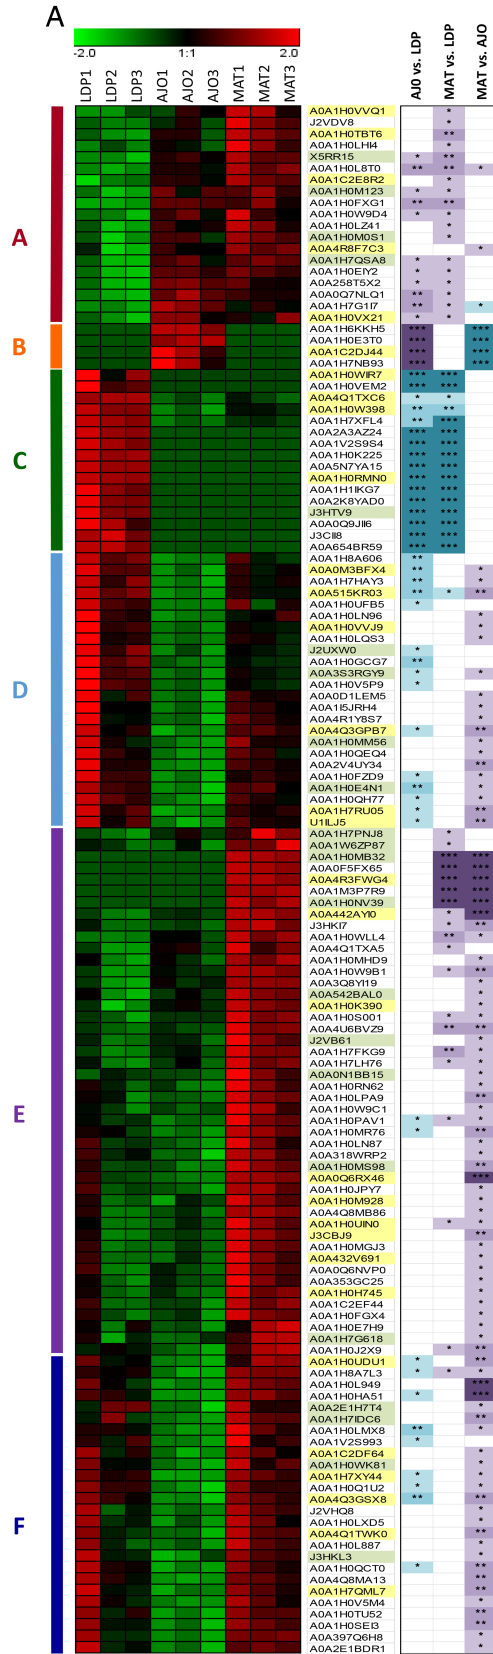 A
-2.0 1:1 2.0
LDP1 LDP2 LDP3 AJO1 AJO2 AJO3 MAT1 MAT2 MAT3 AJ0 vs. LDP MAT vs. LDP MAT vs. AJO
A0A1H0VVQ1 *
J2VDV8 *
A0A1H0TBT6 **
A0A1H0LHI4 *
X5RR15 * **
A0A1H0L8T0 ** ** *
A0A1C2E8R2 *
A0A1H0M123 * *
A0A1H0FXG1 ** **
A0A1H0W9D4 * *
A0A1H0LZ41 *
A
A0A1H0M0S1 *
A0A4R8F7C3 *
A0A1H7QSA8 * *
A0A1H0EIY2 * *
A0A258T5X2 * *
A0A0Q7NLQ1 ** *
A0A1H7G1I7 ** * *
A0A1H0VX21 * *
A0A1H6KKH5 *** ***
B
A0A1H0E3T0 *** ***
A0A1C2DJ44 *** ***
A0A1H7NB93 *** ***
A0A1H0WIR7 *** ***
A0A1H0VEM2 *** ***
A0A4Q1TXC6 * *
A0A1H0W398 ** **
A0A1H7XFL4 ** ***
A0A2A3AZ24 *** ***
A0A1V2S9S4 *** ***
C
A0A1H0K225 *** ***
A0A5N7YA15 *** ***
A0A1H0RMN0 *** ***
A0A1H1IKG7 *** ***
A0A2K8YAD0 *** ***
J3HTV9 *** ***
A0A0Q9JII6 *** ***
J3CII8 *** ***
A0A654BR59 *** ***
A0A1H8A606 **
A0A0M3BFX4 ** *
A0A1H7HAY3 ** *
A0A515KR03 ** * **
A0A1H0UFB5 *
A0A1H0LN96 *
A0A1H0VVJ9 *
A0A1H0LQS3 *
J2UXW0 *
A0A1H0GCG7 **
A0A3S3RGY9 * *
A0A1H0V5P9 *
D
A0A0D1LEM5 *
A0A1I5JRH4 *
A0A4R1Y8S7 *
A0A4Q3GPB7 * **
A0A1H0MM56 *
A0A1H0QEQ4 *
A0A2V4UY34 **
A0A1H0FZD9 * *
A0A1H0E4N1 ** *
A0A1H0QH77 * *
A0A1H7RU05 * **
U1ILJ5 * **
A0A1H7PNJ8 *
A0A1W6ZP87 *
A0A1H0MB32 *** ***
A0A0F5FX65 *** ***
A0A4R3FWG4 *** ***
A0A1M3P7R9 *** ***
A0A1H0NV39 *** ***
A0A442AYI0 * ***
J3HKI7 * **
A0A1H0WLL4 ** *
A0A4Q1TXA5 *
A0A1H0MHD9 *
A0A1H0W9B1 * **
A0A3Q8YI19 *
A0A542BAL0 *
A0A1H0K390 *
A0A1H0S001 * *
A0A4U6BVZ9 ** **
J2VB61 *
A0A1H7FKG9 ** *
A0A1H7LH76 * *
A0A0N1BB15 *
A0A1H0RN62 *
A0A1H0LPA9 **
A0A1H0W9C1 *
E
A0A1H0PAV1 * * *
A0A1H0MR76 * **
A0A1H0LN87 *
A0A318WRP2 *
A0A1H0MS98 **
A0A0Q6RX46 ***
A0A1H0JPY7 *
A0A1H0M928 *
A0A4Q8MB86 *
A0A1H0UIN0 * *
J3CBJ9 **
A0A1H0MGJ3 *
A0A432V691 *
A0A0Q6NVP0 *
A0A353GC25 *
A0A1H0H745 *
A0A1C2EF44 *
A0A1H0FGX4 *
A0A1H0E7H9 *
A0A1H7G618 *
A0A1H0J2X9 * **
A0A1H0UDU1 * **
A0A1H8A7L3 * * *
A0A1H0L949 ***
A0A1H0HA51 * ***
A0A2E1H7T4 *
A0A1H7IDC6 **
A0A1H0LMX8 ** *
A0A1V2S993 *
A0A1C2DF64 *
A0A1H0WK81 *
A0A1H7XY44 * *
A0A1H0Q1U2 * *
A0A4Q3GSX8 ** **
J2VHQ8 *
A0A1H0LXD5 *
F
A0A4Q1TWK0 **
A0A1H0L887 *
J3HKL3 *
A0A1H0QCT0 * **
A0A4Q8MA13 **
A0A1H7QML7 **
A0A1H0V5M4 *
A0A1H0TU52 **
A0A1H0SEI3 **
A0A397Q6H8 *
A0A2E1BDR1 *